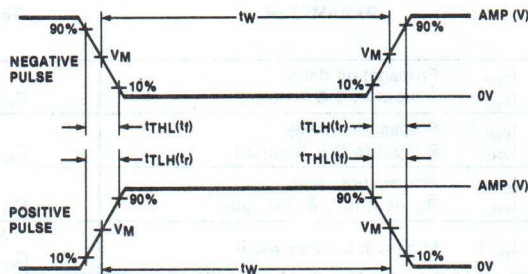 tW
90%
90%
AMP (V)
NEGATIVE
PULSE
VM
VM
10%
10%
0V
tTHL(tf)
tTLH(tr)
tTLH(tr)
tTHL(tf)
AMP (V)
90%
90%
POSITIVE
PULSE
VM
VM
10%
10%
tW
0V